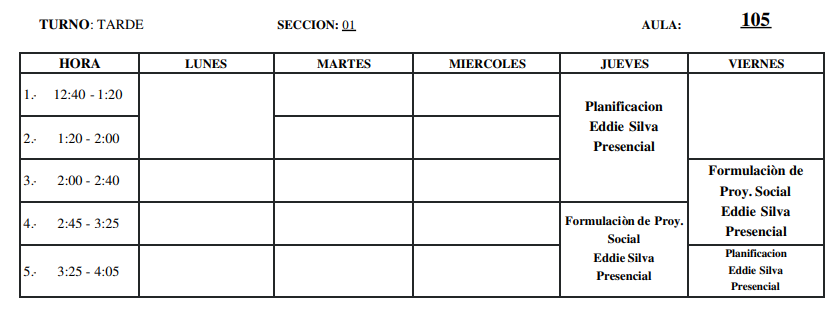 TURNO: TARDE SECCION: 01 AULA: 105
HORA LUNES MARTES MIERCOLES JUEVES VIERNES
1.- 12:40 - 1:20
2.- 1:20 - 2:00
3.- 2:00 - 2:40
4.- 2:45 - 3:25
5.- 3:25 - 4:05
Planificacion
Eddie Silva
Presencial
Formulaciòn de Proy.
Social
Eddie Silva
Presencial
Formulaciòn de
Proy. Social
Eddie Silva
Presencial
Planificacion
Eddie Silva
Presencial